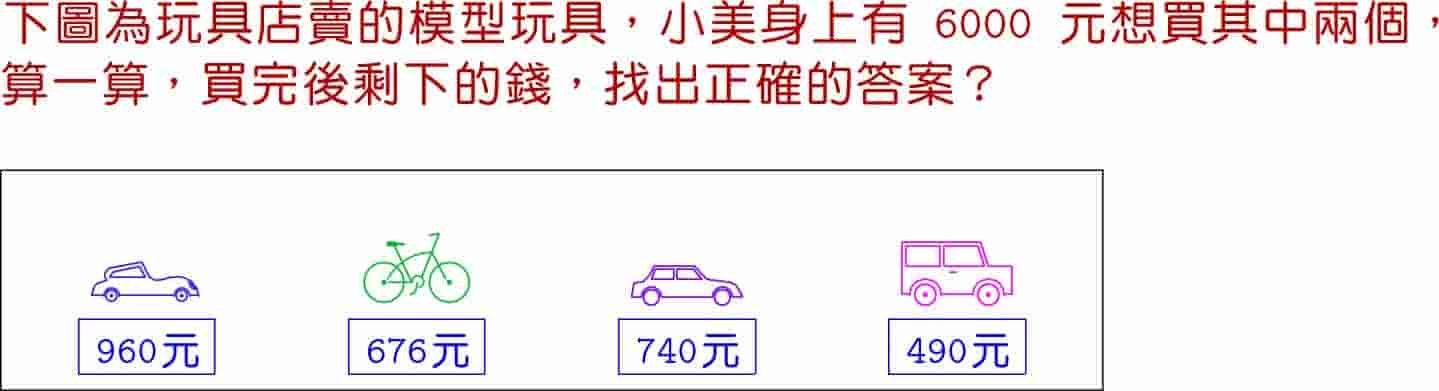 下圖為玩具店賣的模型玩具，小美身上有 6000 元想買其中兩個，
算一算，買完後剩下的錢，找出正確的答案？
960元
676元
740元
490元